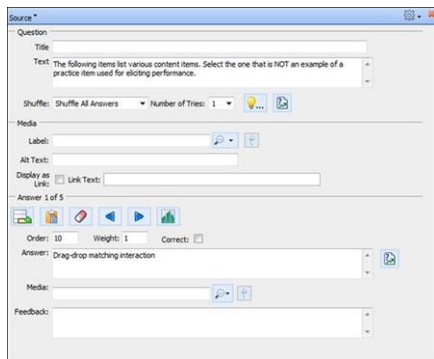 Source *
Question
Title
Text The following items list various content items. Select the one that is NOT an example of a
practice item used for eliciting performance.
Shuffle: Shuffle All Answers Number of Tries: 1
Media
Label:
Alt Text:
Display as
Link: Link Text:
Answer 1 of 5
Order: 10 Weight: 1 Correct:
Answer: Drag-drop matching interaction
Media:
Feedback: